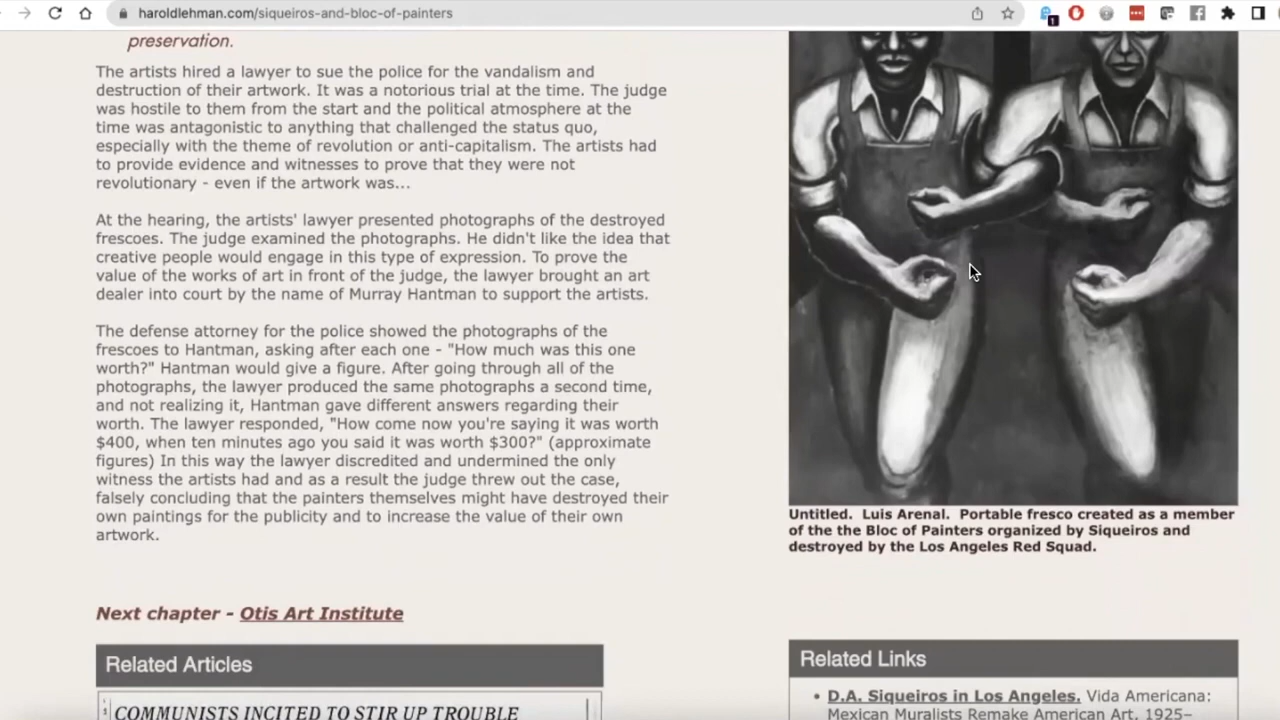 haroldlehman.com/siqueiros-and-bloc-of-painters
1
preservation.
The artists hired a lawyer to sue the police for the vandalism and
destruction of their artwork. It was a notorious trial at the time. The judge
was hostile to them from the start and the political atmosphere at the
time was antagonistic to anything that challenged the status quo,
especially with the theme of revolution or anti-capitalism. The artists had
to provide evidence and witnesses to prove that they were not
revolutionary - even if the artwork was...
At the hearing, the artists' lawyer presented photographs of the destroyed
frescoes. The judge examined the photographs. He didn't like the idea that
creative people would engage in this type of expression. To prove the
value of the works of art in front of the judge, the lawyer brought an art
dealer into court by the name of Murray Hantman to support the artists.
The defense attorney for the police showed the photographs of the
frescoes to Hantman, asking after each one - "How much was this one
worth?" Hantman would give a figure. After going through all of the
photographs, the lawyer produced the same photographs a second time,
and not realizing it, Hantman gave different answers regarding their
worth. The lawyer responded, "How come now you're saying it was worth
$400, when ten minutes ago you said it was worth $300?" (approximate
figures) In this way the lawyer discredited and undermined the only
witness the artists had and as a result the judge threw out the case,
falsely concluding that the painters themselves might have destroyed their
own paintings for the publicity and to increase the value of their own
artwork.
Untitled. Luis Arenal. Portable fresco created as a member
of the the Bloc of Painters organized by Siqueiros and
destroyed by the Los Angeles Red Squad.
Next chapter - Otis Art Institute
Related Articles
COMMUNISTS INCITED TO STIR UP TROUBLE
Related Links
• D.A. Siqueiros in Los Angeles. Vida Americana:
Mexican Muralists Remake American Art, 1925–